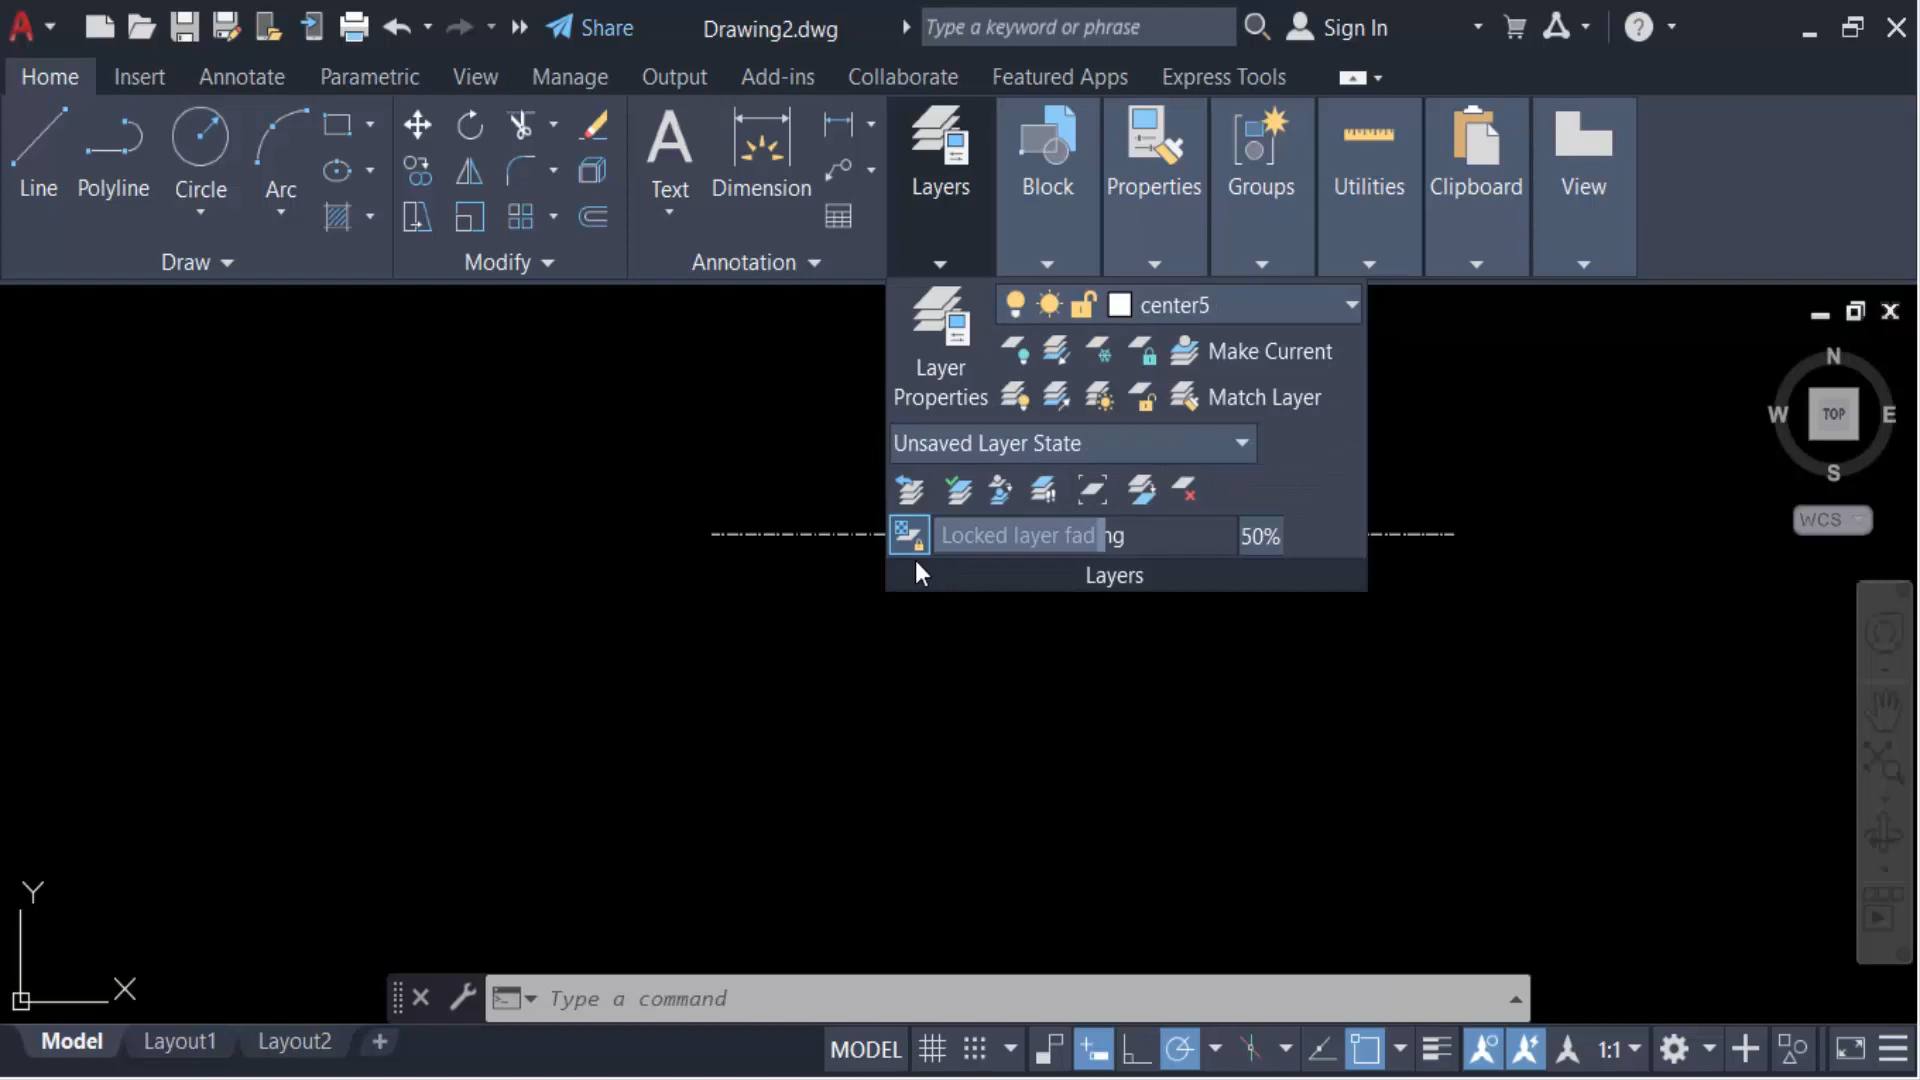 Share Drawing2.dwg Type a keyword or phrase Sign In
Home Insert Annotate Parametric View Manage Output Add-ins Collaborate Featured Apps Express Tools
Line Polyline Circle Arc Text Dimension Layers Block Properties Groups Utilities Clipboard View
Draw Modify Annotation
center5
Make Current
Layer
Properties Match Layer
Unsaved Layer State
Locked layer fading 50%
Layers
N
W TOP E
S
WCS
Y
X
Type a command
Model Layout1 Layout2 + MODEL 1:1